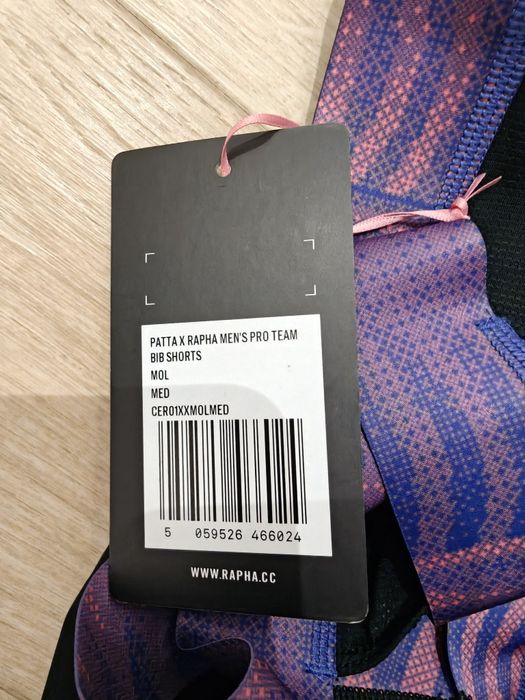 PATTA X RAPHA MEN'S PRO TEAM
BIB SHORTS
MOL
MED
CER01XXMOLMED
5 059526 466024
WWW.RAPHA.CC